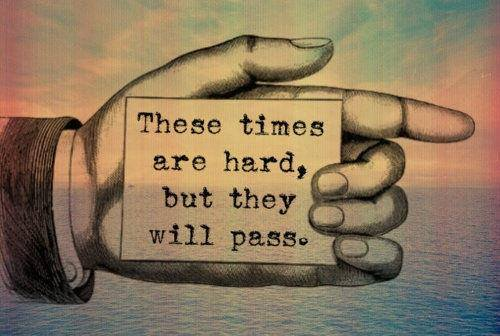 These times
are hard,
but they
will pass.